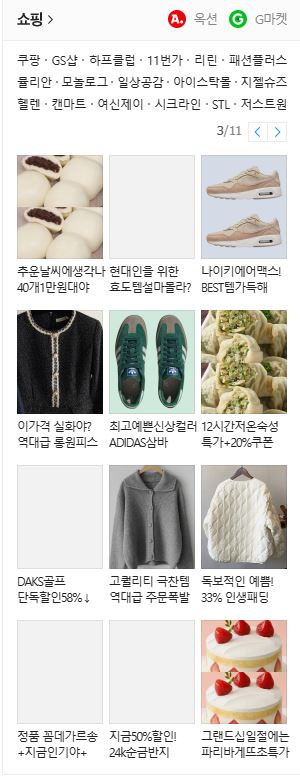 쇼핑 >
A. 옥션
G G마켓
쿠팡 · GS샵 · 하프클럽 · 11번가 · 리린 · 패션플러스
율리안 · 모놀로그 · 일상공감 · 아이스탁몰 · 지젤슈즈
헬렌 · 캔마트 · 여신제이 · 시크라인 · STL · 저스트원
3/11
추운날씨에생각나
40개1만원대야
현대인을 위한
효도템설마몰라?
나이키에어맥스!
BEST템가득해
이가격 실화야?
역대급 롱원피스
최고예쁜신상컬러
ADIDAS삼바
12시간저온숙성
특가+20%쿠폰
DAKS골프
단독할인58%↓
고퀄리티 극찬템
역대급 주문폭발
독보적인 예쁨!
33% 인생패딩
정품 꼼데가르송
+지금인기야+
지금50%할인!
24k순금반지
그랜드십일절에는
파리바게뜨초특가